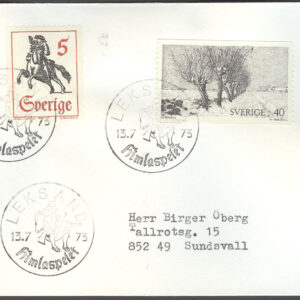 5
Sverige
SVERIGE 40
LEKSAND
13.7 73
Himlaspelet
LEKSAND
13.7 73
Himlaspelet
Herr Birger Öberg
Tallrotsg. 15
852 49 Sundsvall